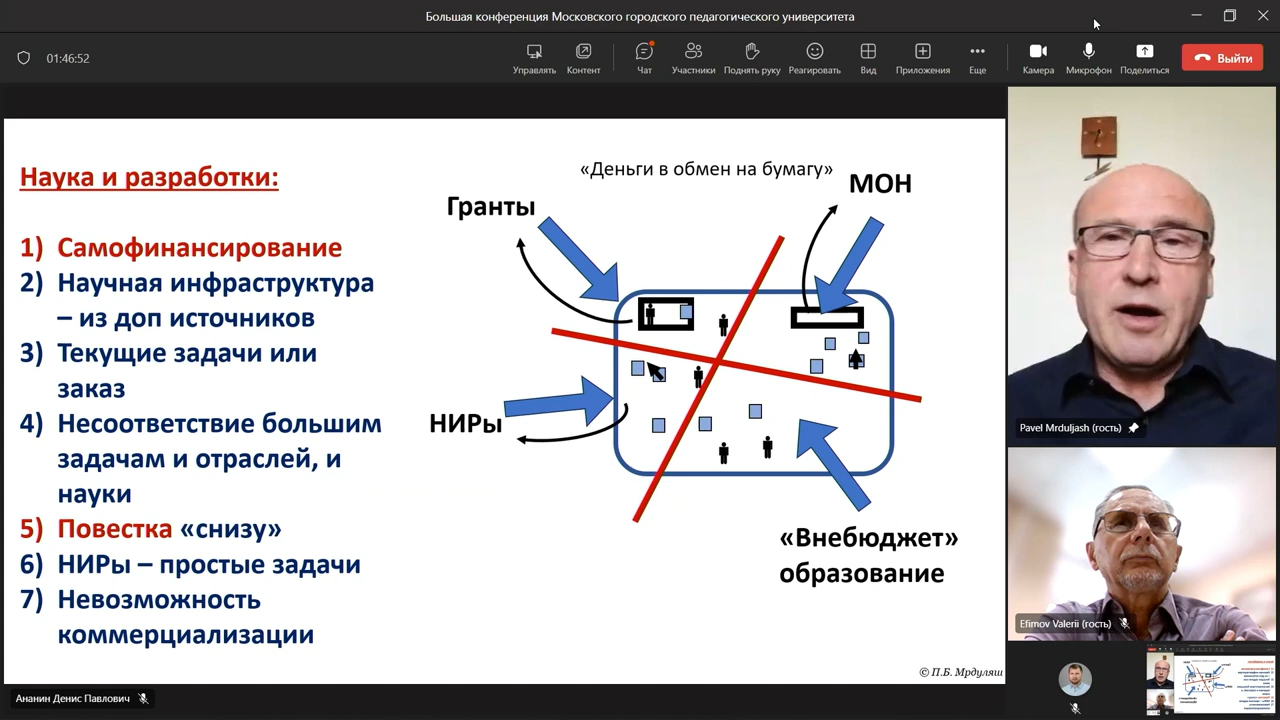 Большая конференция Московского городского педагогического университета
01:46:52
Управлять
Контент
Чат
Участники
Поднять руку
Реагировать
Вид
Приложения
Еще
Камера
Микрофон
Поделиться
Выйти
Наука и разработки:
1) Самофинансирование
2) Научная инфраструктура
– из доп источников
3) Текущие задачи или
заказ
4) Несоответствие большим
задачам и отраслей, и
науки
5) Повестка «снизу»
6) НИРы – простые задачи
7) Невозможность
коммерциализации
«Деньги в обмен на бумагу»
МОН
Гранты
НИРы
«Внебюджет»
образование
© П.Б. Мрдуляш
Pavel Mrduljash (гость)
Efimov Valerii (гость)
Ананин Денис Павлович